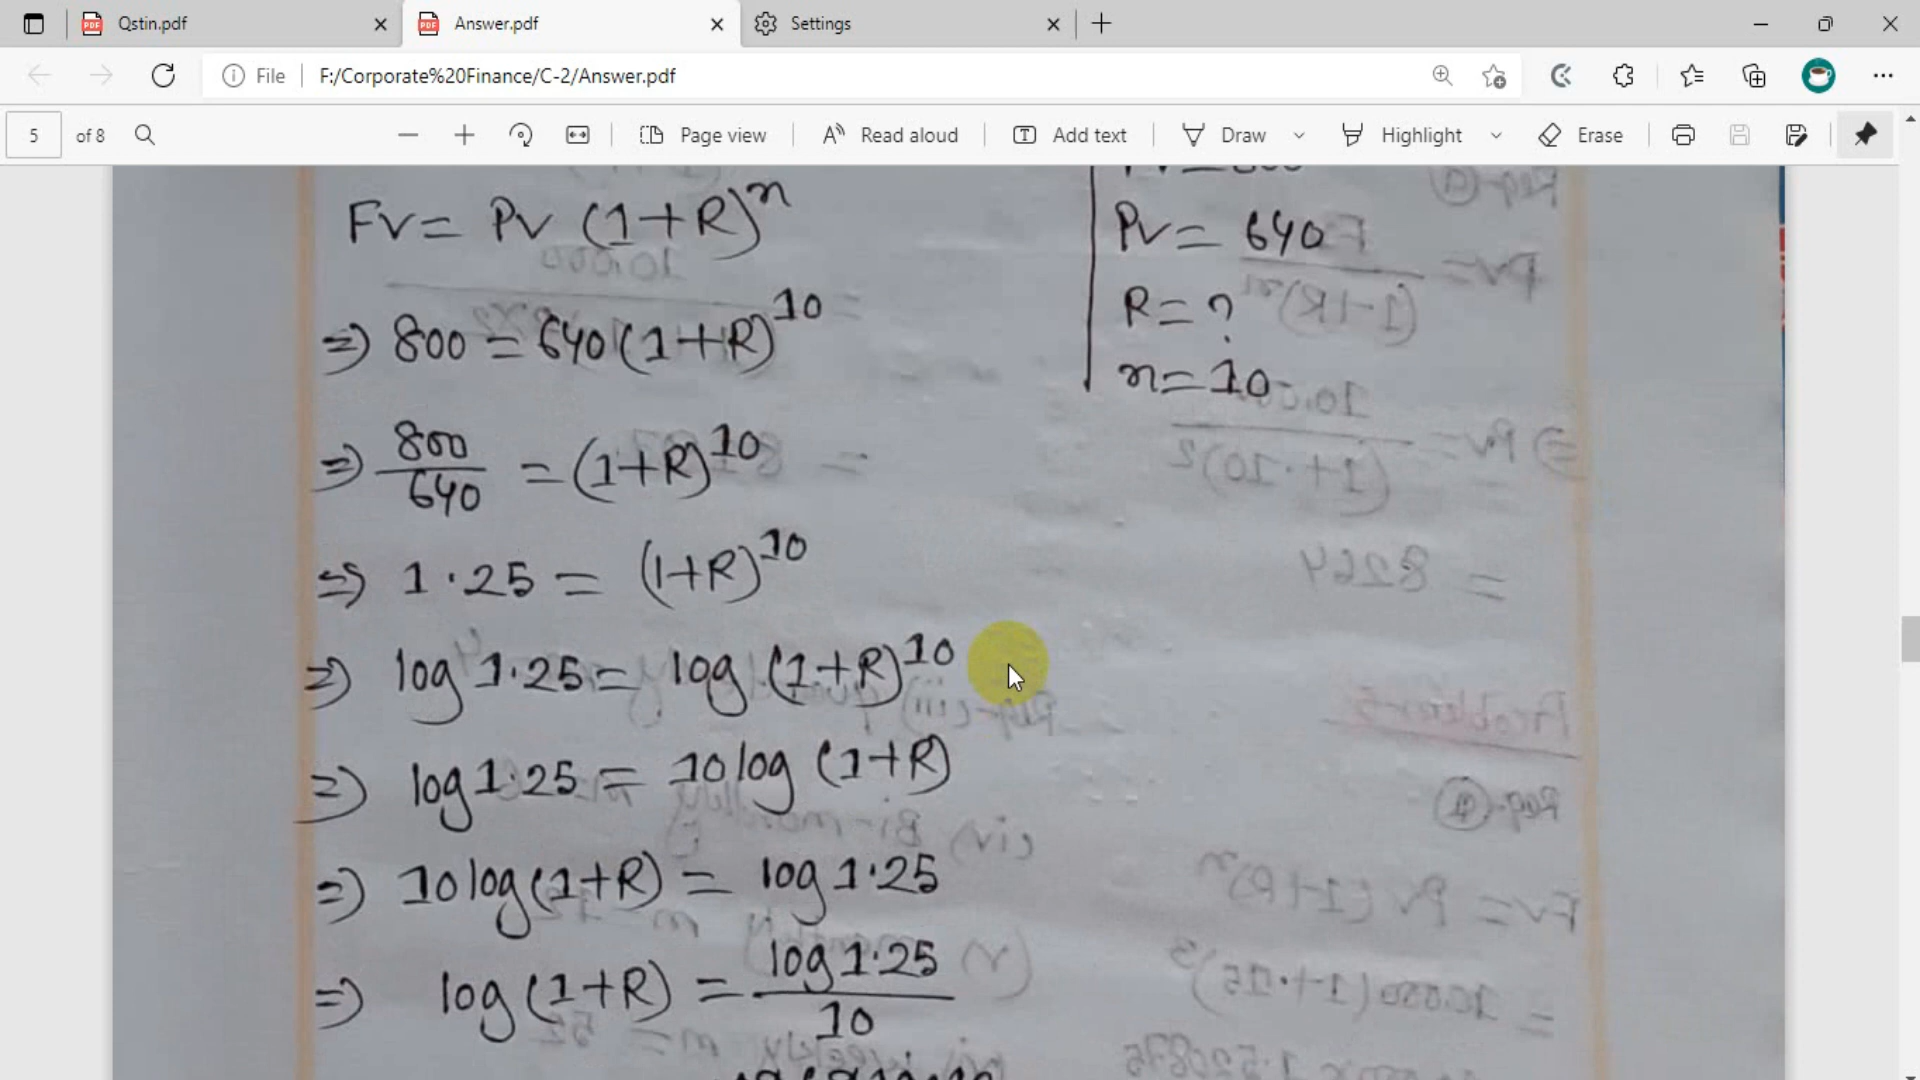 Qstin.pdf
Answer.pdf
Settings
File
F:/Corporate%20Finance/C-2/Answer.pdf
5 of 8
Page view
Read aloud
Add text
Draw
Highlight
Erase
FV = PV (1+R)^n
⇒ 800 = 640 (1+R)^10
⇒ 800/640 = (1+R)^10
⇒ 1.25 = (1+R)^10
⇒ log 1.25 = log (1+R)^10
⇒ log 1.25 = 10 log (1+R)
⇒ 10 log (1+R) = log 1.25
⇒ log (1+R) = log 1.25/10
PV = 640
R = ?
n = 10